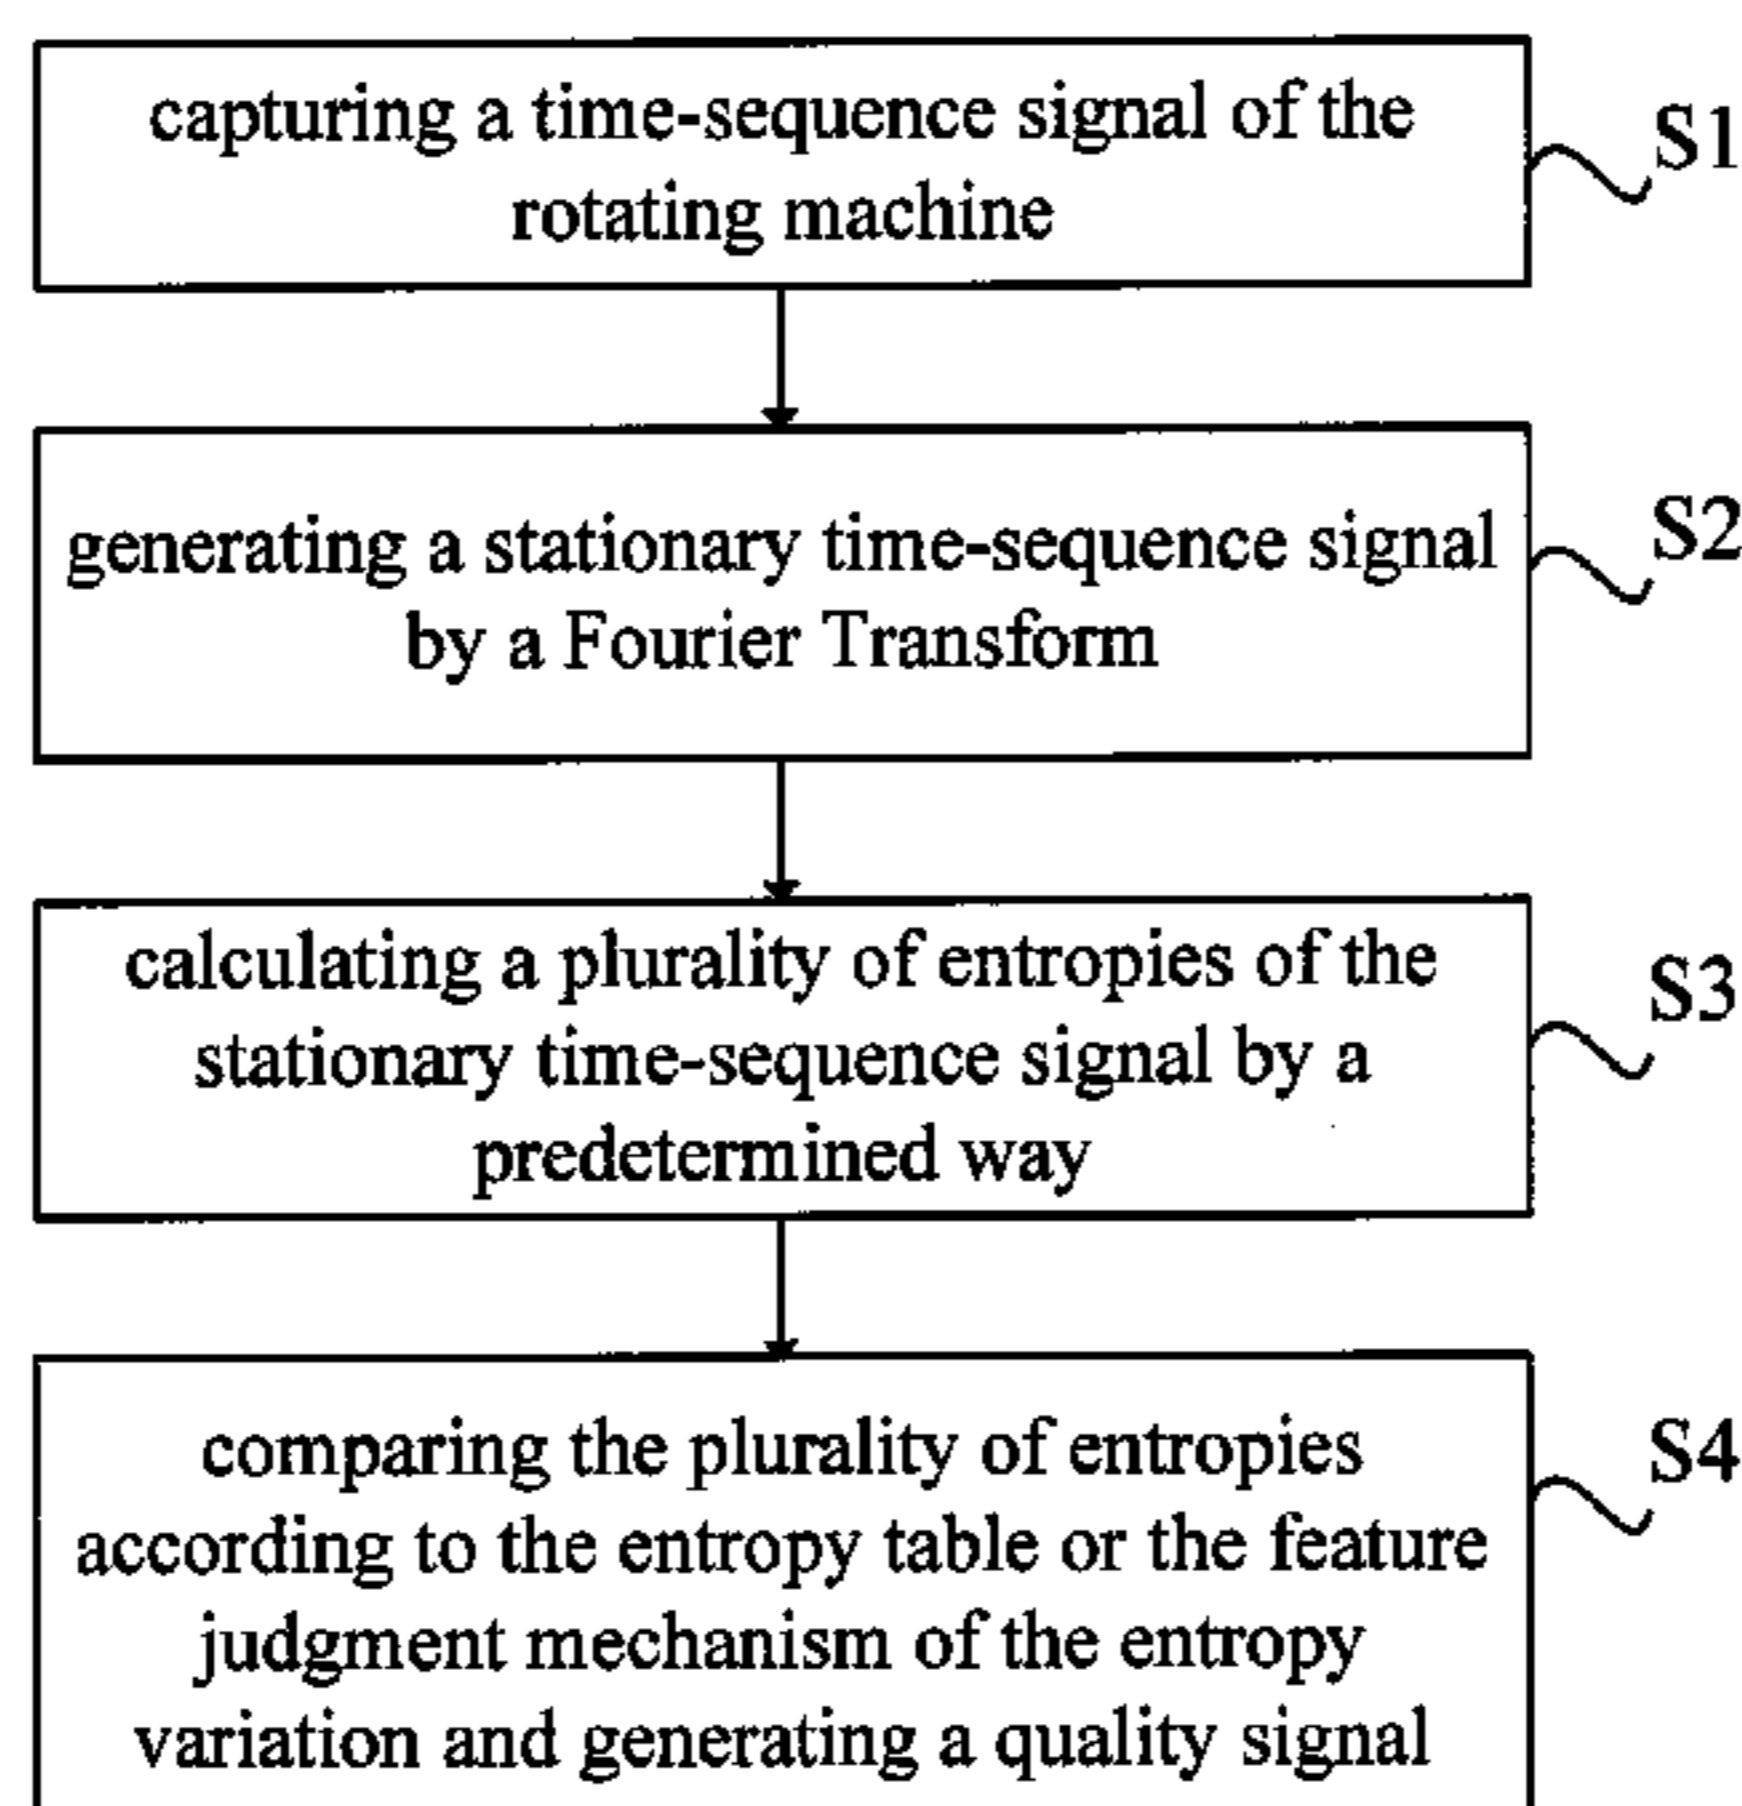 capturing a time-sequence signal of the
rotating machine
S1
generating a stationary time-sequence signal
by a Fourier Transform
S2
calculating a plurality of entropies of the
stationary time-sequence signal by a
predetermined way
S3
comparing the plurality of entropies
according to the entropy table or the feature
judgment mechanism of the entropy
variation and generating a quality signal
S4